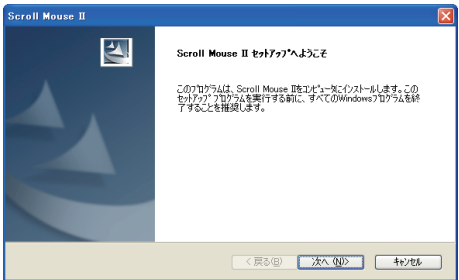 Scroll Mouse II
Scroll Mouse II ｾｯﾄｱｯﾌﾟへようこそ
このﾌﾟﾛｸﾞﾗﾑは、Scroll Mouse IIをｺﾝﾋﾟｭｰﾀにインストールします。この
ｾｯﾄｱｯﾌﾟ ﾌﾟﾛｸﾞﾗﾑを実行する前に、すべてのWindowsﾌﾟﾛｸﾞﾗﾑを終
了することを推奨します。
< 戻る(B) 次へ (N)> ｷｬﾝｾﾙ